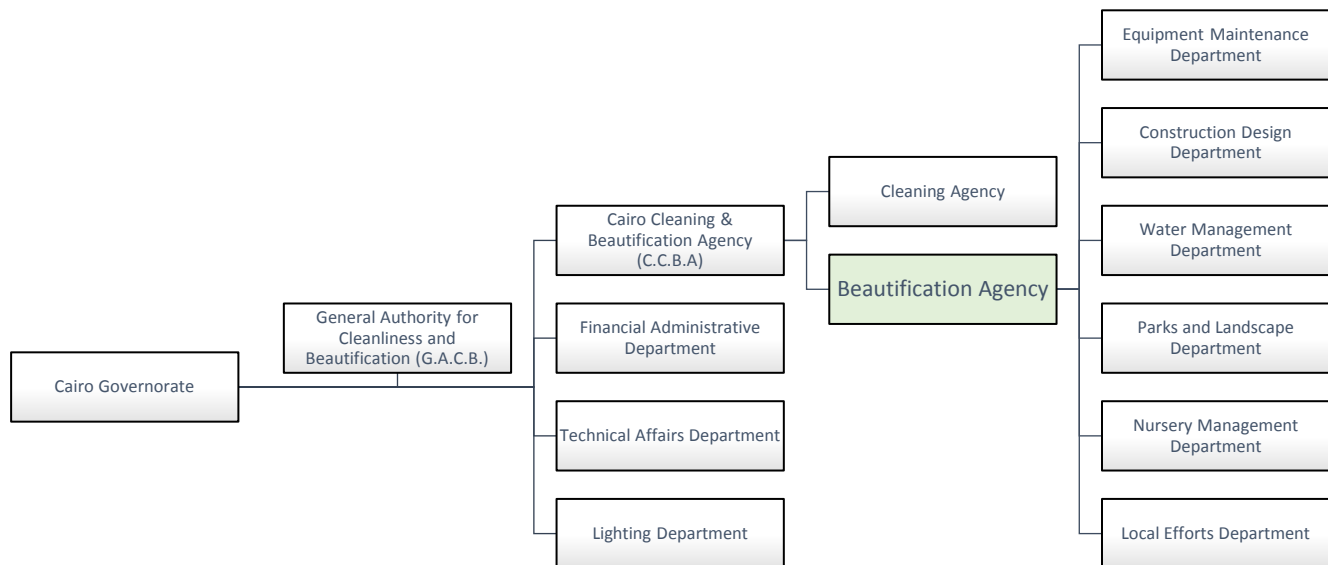 Cairo Governorate
General Authority for
Cleanliness and
Beautification (G.A.C.B.)
Cairo Cleaning &
Beautification Agency
(C.C.B.A)
Financial Administrative
Department
Technical Affairs Department
Lighting Department
Cleaning Agency
Beautification Agency
Equipment Maintenance
Department
Construction Design
Department
Water Management
Department
Parks and Landscape
Department
Nursery Management
Department
Local Efforts Department